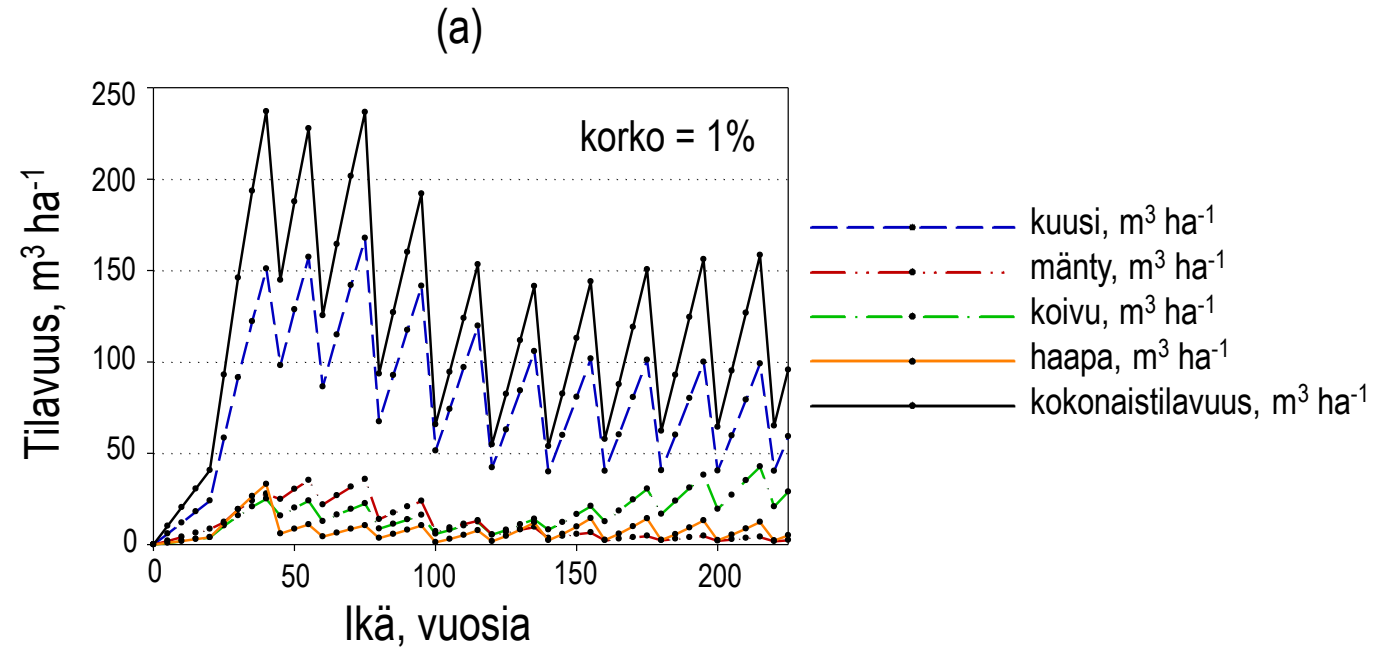 (a)
250
200
150
100
50
0
Tilavuus, m³ ha⁻¹
korko = 1%
0 50 100 150 200
Ikä, vuosia
kuusi, m³ ha⁻¹
mänty, m³ ha⁻¹
koivu, m³ ha⁻¹
haapa, m³ ha⁻¹
kokonaistilavuus, m³ ha⁻¹